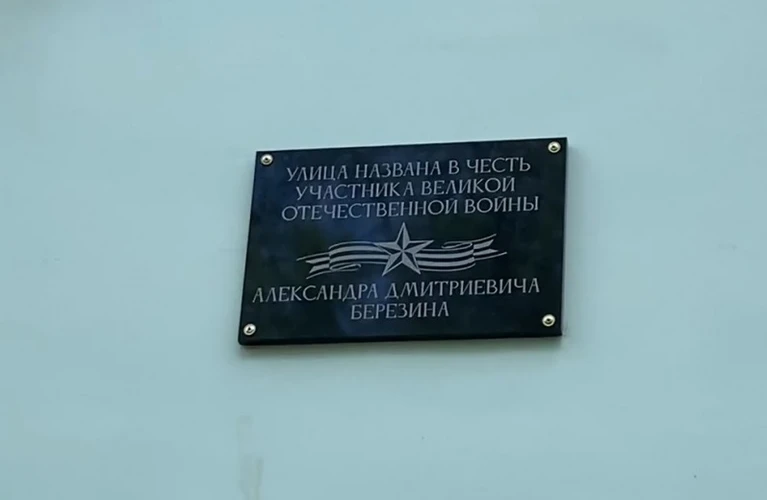 УЛИЦА НАЗВАНА В ЧЕСТЬ
УЧАСТНИКА ВЕЛИКОЙ
ОТЕЧЕСТВЕННОЙ ВОЙНЫ
АЛЕКСАНДРА ДМИТРИЕВИЧА
БЕРЕЗИНА